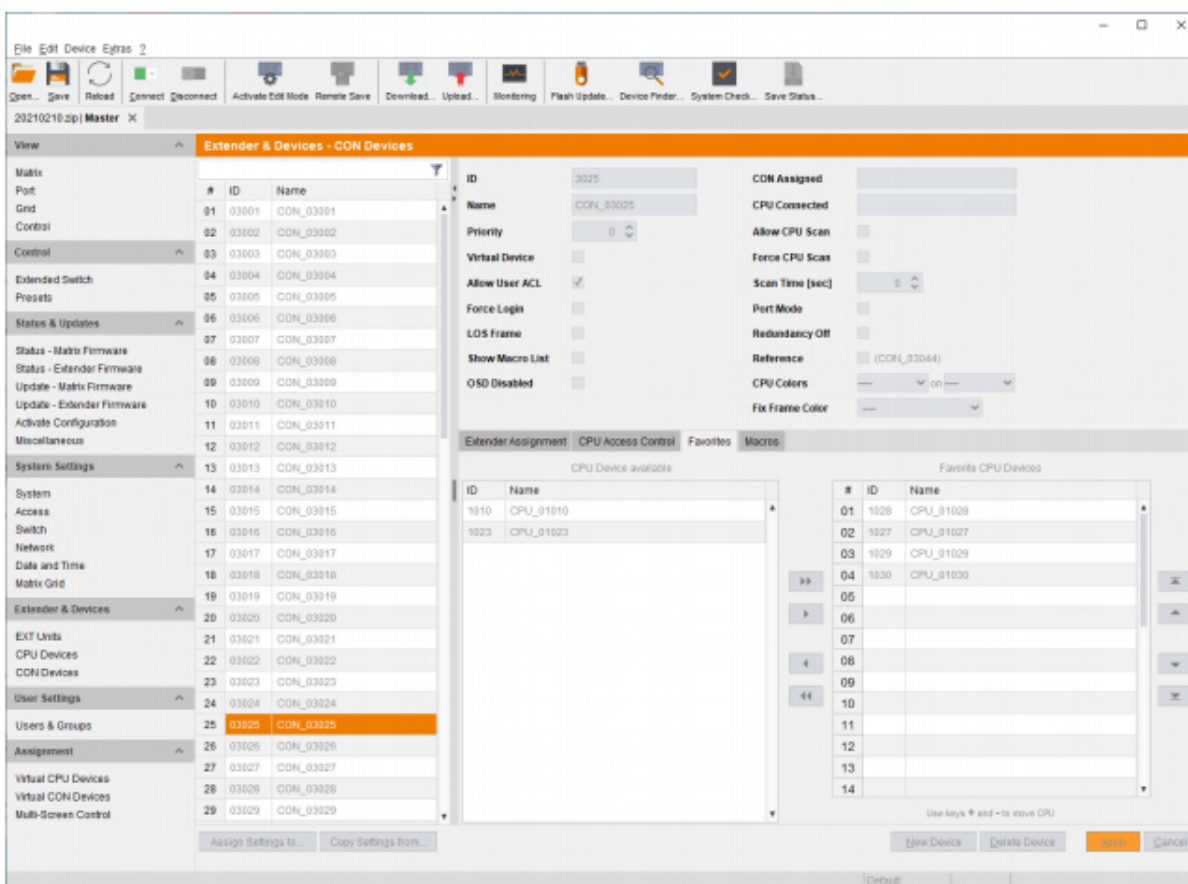 File Edit Device Extras ?
Open... Save Reload Connect Disconnect Activate Edit Mode Remote Save Download... Upload... Monitoring Flash Update... Device Finder... System Check... Save Status...
20210210.zip | Master X
View
Matrix
Port
Grid
Control
Control
Extended Switch
Presets
Status & Updates
Status - Matrix Firmware
Status - Extender Firmware
Update - Matrix Firmware
Update - Extender Firmware
Activate Configuration
Miscellaneous
System Settings
System
Access
Switch
Network
Date and Time
Matrix Grid
Extender & Devices
EXT Units
CPU Devices
CON Devices
User Settings
Users & Groups
Assignment
Virtual CPU Devices
Virtual CON Devices
Multi-Screen Control
Extender & Devices - CON Devices
# ID Name
01 03001 CON_03001
02 03002 CON_03002
03 03003 CON_03003
04 03004 CON_03004
05 03005 CON_03005
06 03006 CON_03006
07 03007 CON_03007
08 03008 CON_03008
09 03009 CON_03009
10 03010 CON_03010
11 03011 CON_03011
12 03012 CON_03012
13 03013 CON_03013
14 03014 CON_03014
15 03015 CON_03015
16 03016 CON_03016
17 03017 CON_03017
18 03018 CON_03018
19 03019 CON_03019
20 03020 CON_03020
21 03021 CON_03021
22 03022 CON_03022
23 03023 CON_03023
24 03024 CON_03024
25 03025 CON_03025
26 03026 CON_03026
27 03027 CON_03027
28 03028 CON_03028
29 03029 CON_03029
Assign Settings to... Copy Settings from...
ID 3025
Name CON_03025
Priority 0
Virtual Device
Allow User ACL
Force Login
LOS Frame
Show Macro List
OSD Disabled
CON Assigned
CPU Connected
Allow CPU Scan
Force CPU Scan
Scan Time [sec] 0
Port Mode
Redundancy Off
Reference (CON_03044)
CPU Colors ---- on ----
Fix Frame Color ----
Extender Assignment CPU Access Control Favorites Macros
CPU Device available
ID Name
1010 CPU_01010
1023 CPU_01023
Favorite CPU Devices
# ID Name
01 1028 CPU_01028
02 1027 CPU_01027
03 1029 CPU_01029
04 1030 CPU_01030
05
06
07
08
09
10
11
12
13
14
Use keys + and - to move CPU
New Device Delete Device Apply Cancel
Default